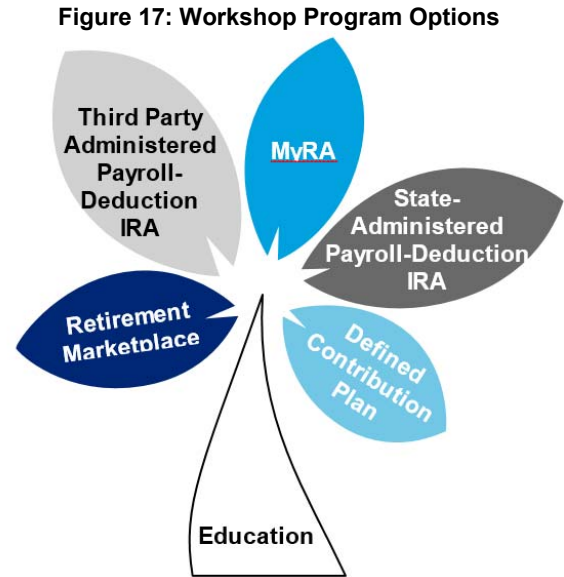 Figure 17: Workshop Program Options
Third Party
Administered
Payroll-
Deduction
IRA
MyRA
State-
Administered
Payroll-Deduction
IRA
Retirement
Marketplace
Defined
Contribution
Plan
Education